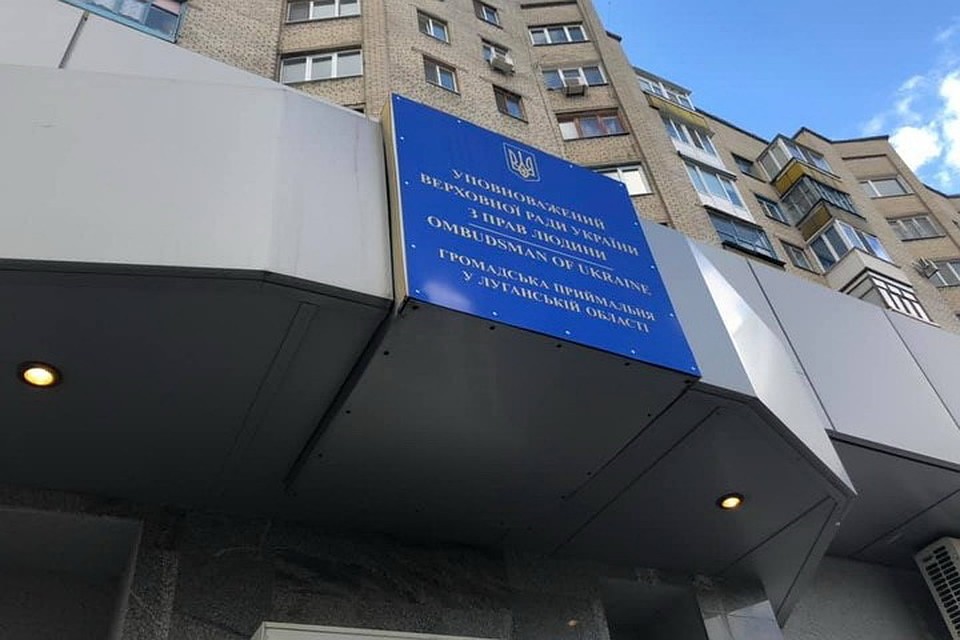 УПОВНОВАЖЕНИЙ
ВЕРХОВНОЇ РАДИ УКРАЇНИ
З ПРАВ ЛЮДИНИ
OMBUDSMAN OF UKRAINE
ГРОМАДСЬКА ПРИЙМАЛЬНЯ
У ЛУГАНСЬКІЙ ОБЛАСТІ